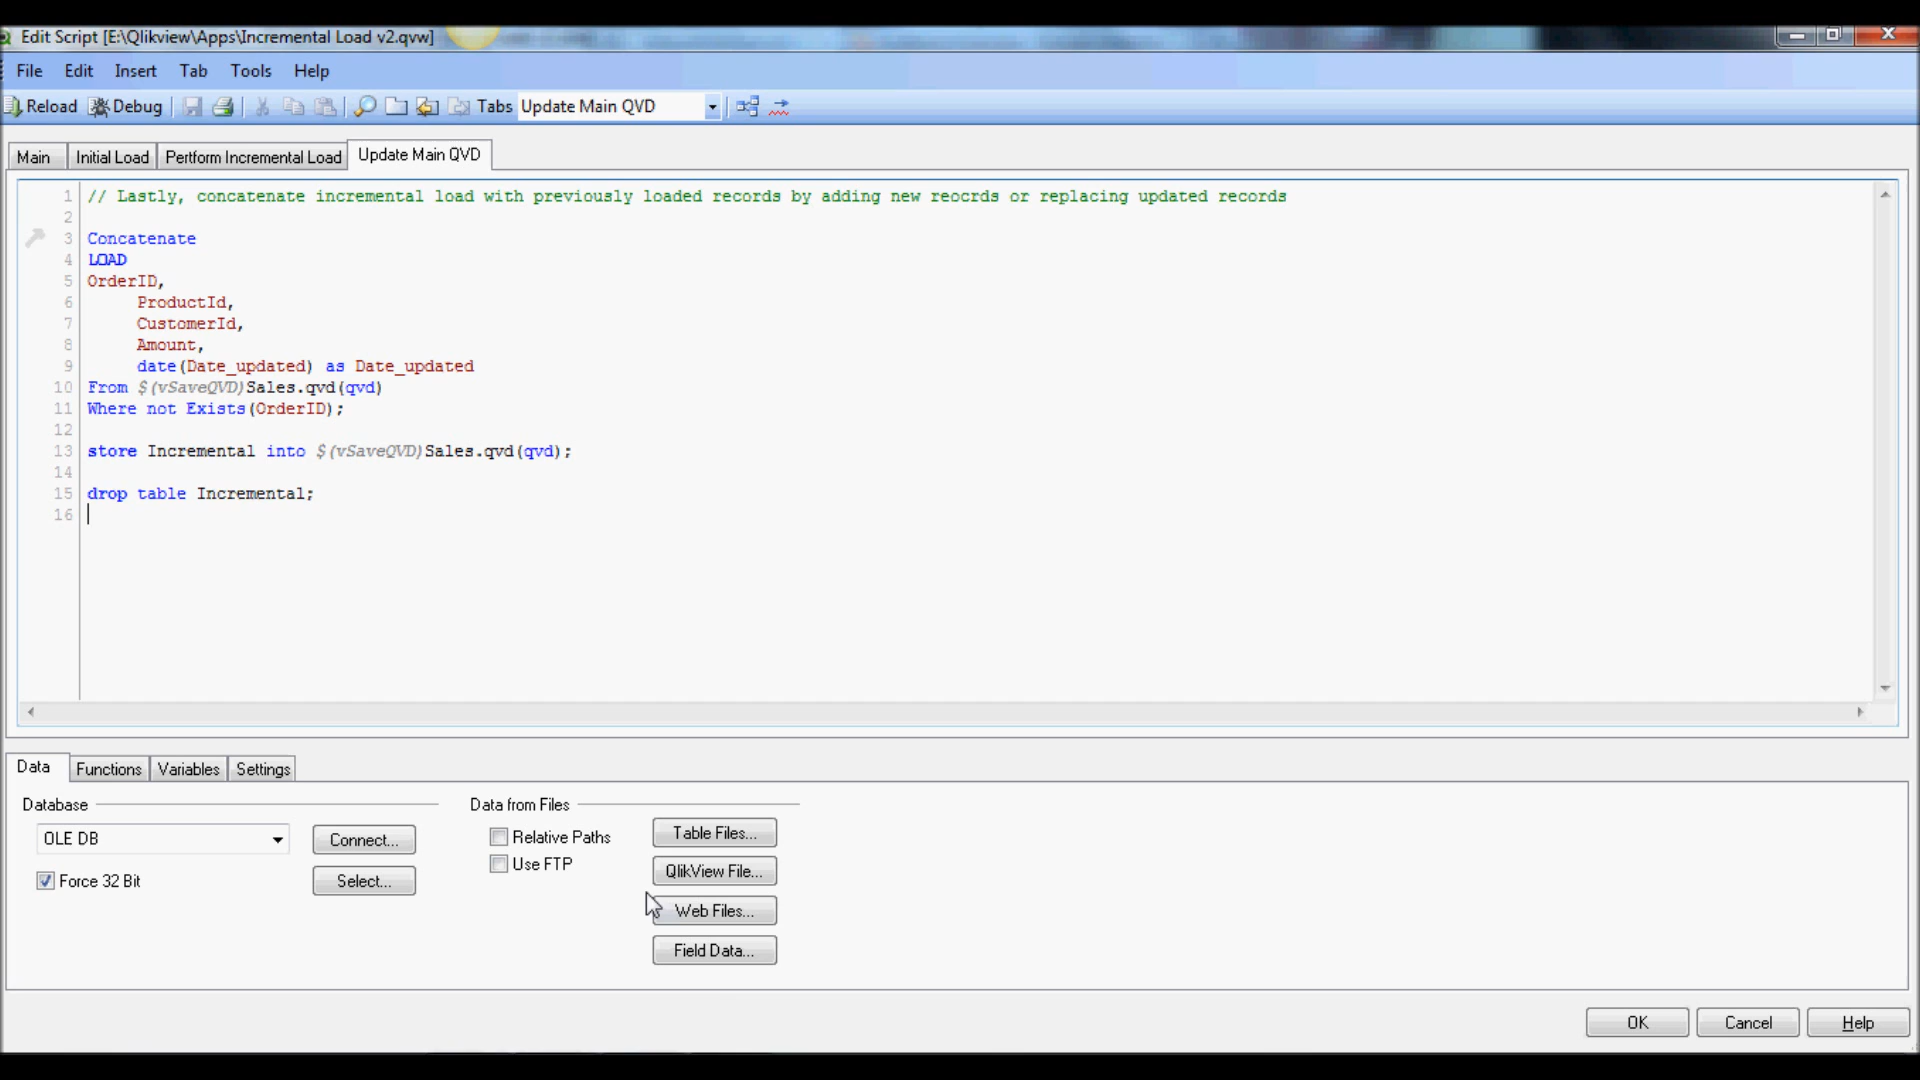 Edit Script [E:\Qlikview\Apps\Incremental Load v2.qvw]
File Edit Insert Tab Tools Help
Reload Debug Tabs Update Main QVD
Main Initial Load Pertform Incremental Load Update Main QVD
1 // Lastly, concatenate incremental load with previously loaded records by adding new reocrds or replacing updated records
2
3 Concatenate
4 LOAD
5 OrderID,
6 ProductId,
7 CustomerId,
8 Amount,
9 date(Date_updated) as Date_updated
10 From $(vSaveQVD)Sales.qvd(qvd)
11 Where not Exists(OrderID);
12
13 store Incremental into $(vSaveQVD)Sales.qvd(qvd);
14
15 drop table Incremental;
16
Data Functions Variables Settings
Database Data from Files
OLE DB Connect... Relative Paths Table Files...
Force 32 Bit Select... Use FTP QlikView File...
Web Files...
Field Data...
OK Cancel Help